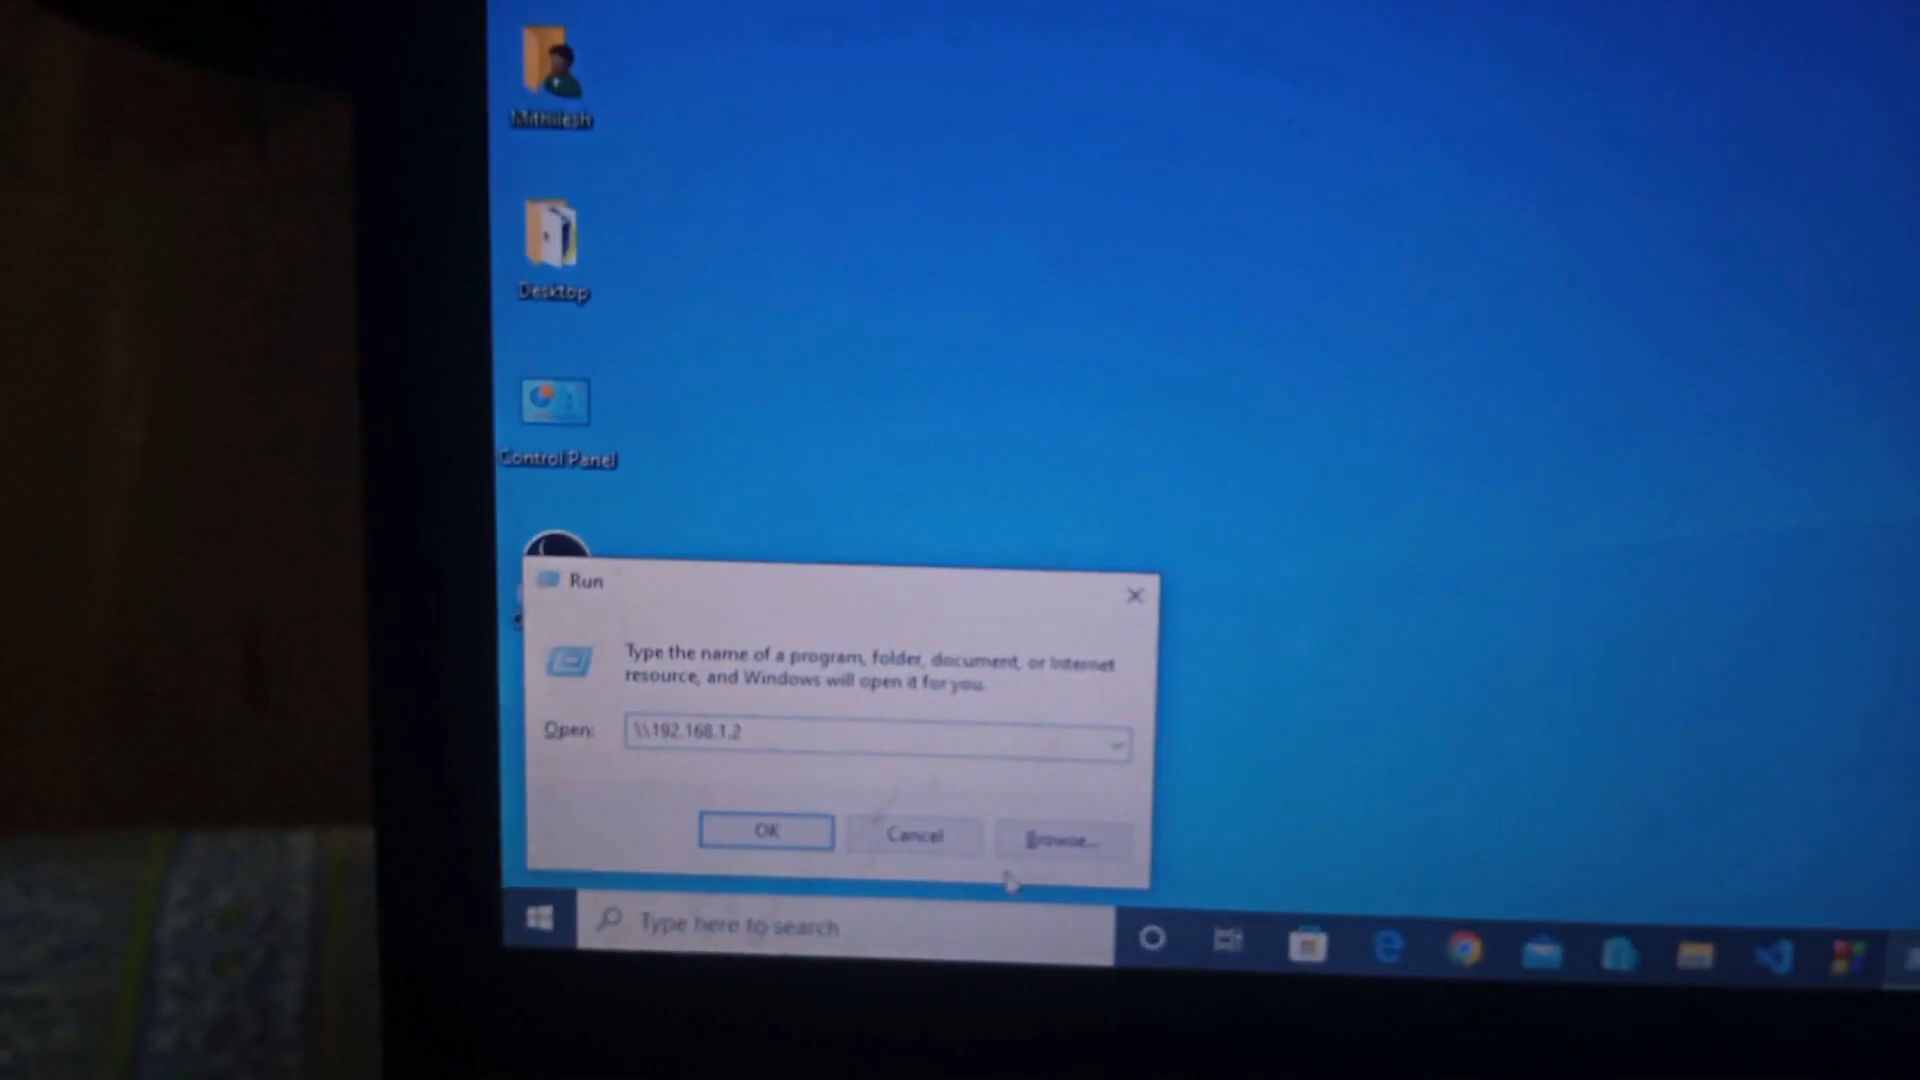 Mithilesh
Desktop
Control Panel
Run
Type the name of a program, folder, document, or Internet
resource, and Windows will open it for you.
Open:
\\192.168.1.2
OK
Cancel
Browse...
Type here to search